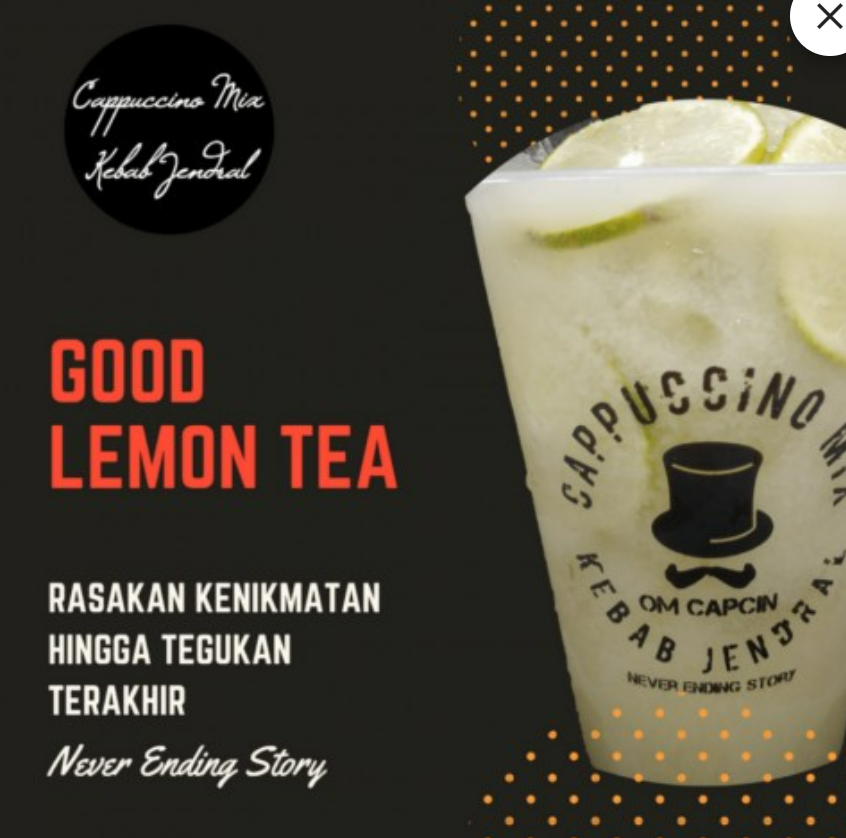 Cappuccino Mix
Kebab Jendral
GOOD
LEMON TEA
RASAKAN KENIKMATAN
HINGGA TEGUKAN
TERAKHIR
Never Ending Story
CAPPUCCINO MIX
OM CAPCIN
KEBAB JENDRAL
NEVER ENDING STORY